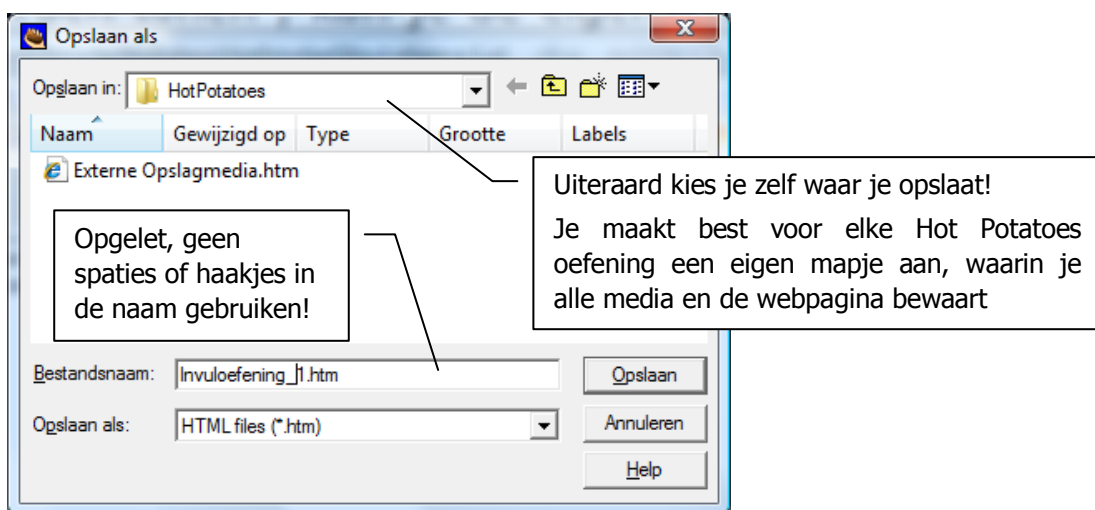 Opslaan als
Opslaan in: HotPotatoes
Naam Gewijzigd op Type Grootte Labels
Externe Opslagmedia.htm
Uiteraard kies je zelf waar je opslaat!
Je maakt best voor elke Hot Potatoes
oefening een eigen mapje aan, waarin je
alle media en de webpagina bewaart
Opgelet, geen
spaties of haakjes in
de naam gebruiken!
Bestandsnaam: Invuloefening_1.htm Opslaan
Opslaan als: HTML files (*.htm) Annuleren
Help